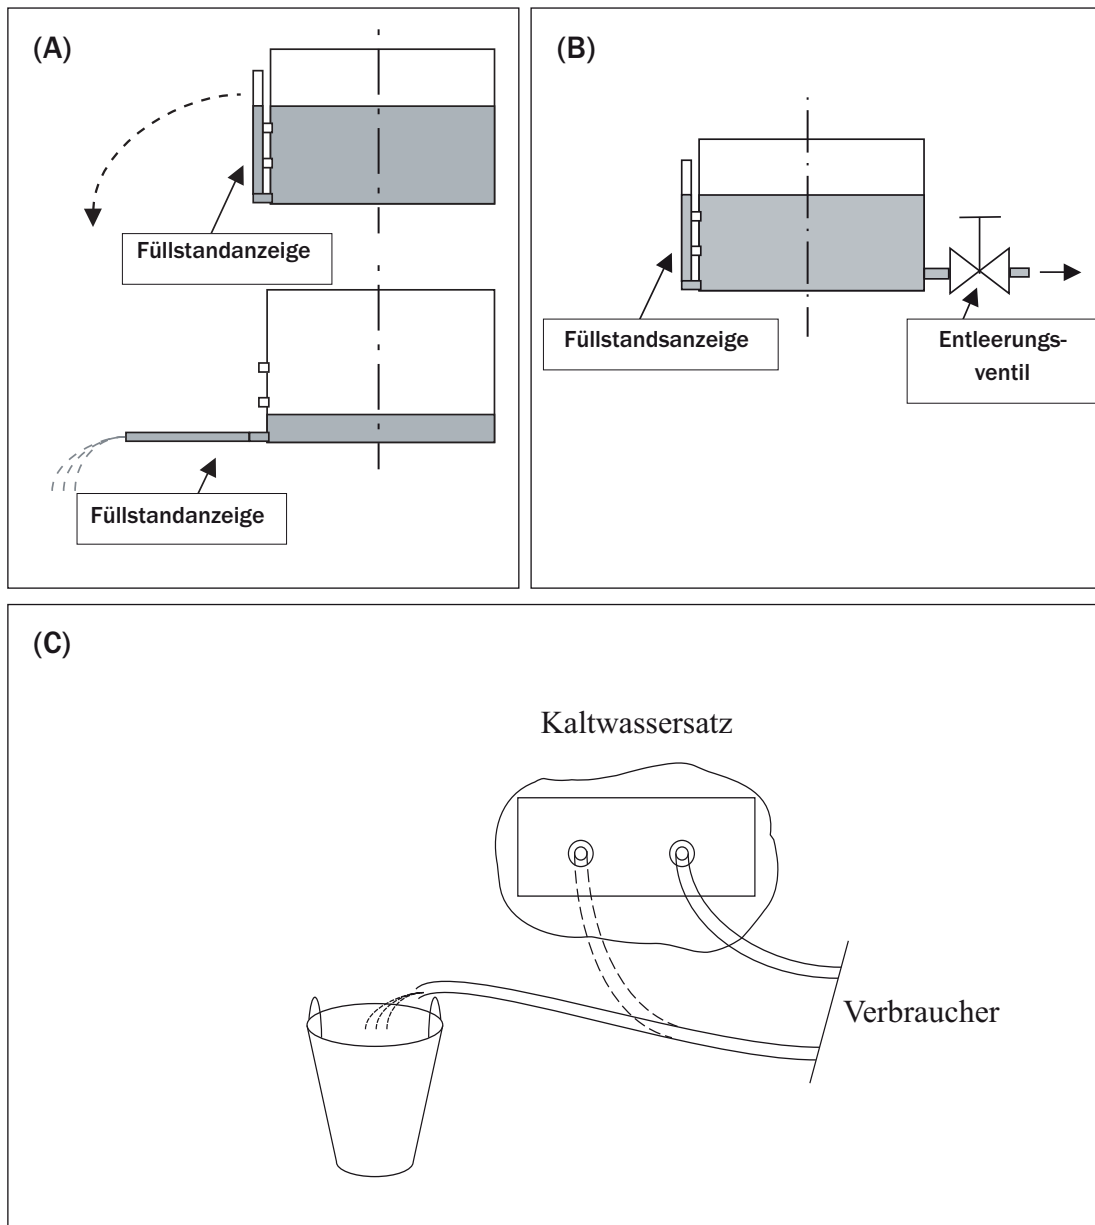 (A)
Füllstandanzeige
Füllstandanzeige
(B)
Füllstandsanzeige
Entleerungs-
ventil
(C)
Kaltwassersatz
Verbraucher